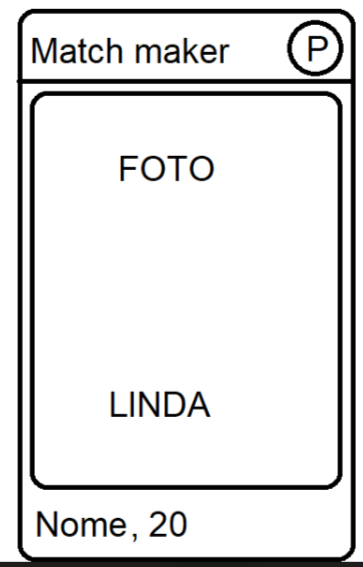 Match maker P
FOTO
LINDA
Nome, 20